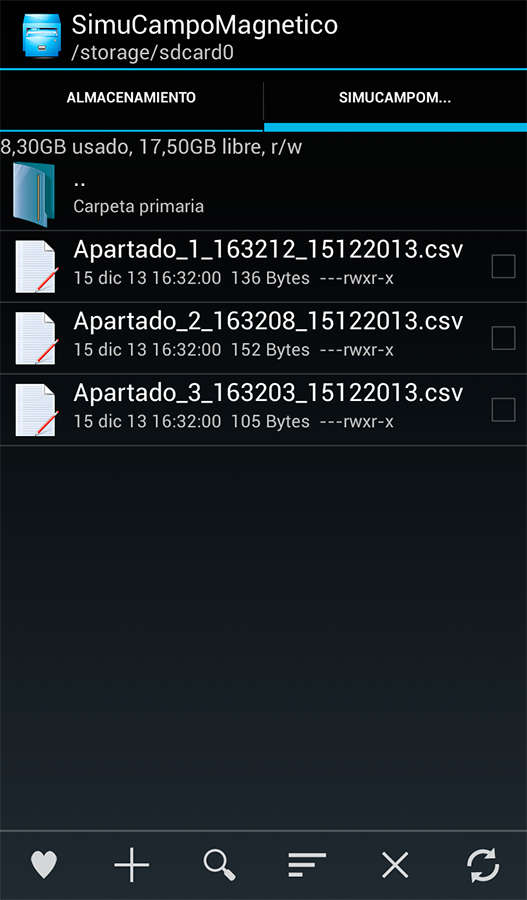 SimuCampoMagnetico
/storage/sdcard0
ALMACENAMIENTO
SIMUCAMPOM...
8,30GB usado, 17,50GB libre, r/w
..
Carpeta primaria
Apartado_1_163212_15122013.csv
15 dic 13 16:32:00 136 Bytes ---rwxr-x
Apartado_2_163208_15122013.csv
15 dic 13 16:32:00 152 Bytes ---rwxr-x
Apartado_3_163203_15122013.csv
15 dic 13 16:32:00 105 Bytes ---rwxr-x